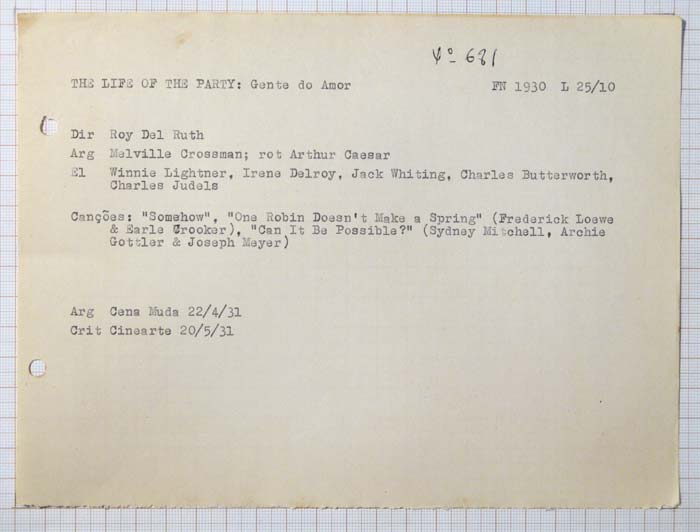 Vº 681
THE LIFE OF THE PARTY: Gente do Amor FN 1930 L 25/10
Dir Roy Del Ruth
Arg Melville Crossman; rot Arthur Caesar
El Winnie Lightner, Irene Delroy, Jack Whiting, Charles Butterworth,
Charles Judels
Canções: "Somehow", "One Robin Doesn't Make a Spring" (Frederick Loewe
& Earle Crooker), "Can It Be Possible?" (Sydney Mitchell, Archie
Gottler & Joseph Meyer)
Arg Cena Muda 22/4/31
Crit Cinearte 20/5/31